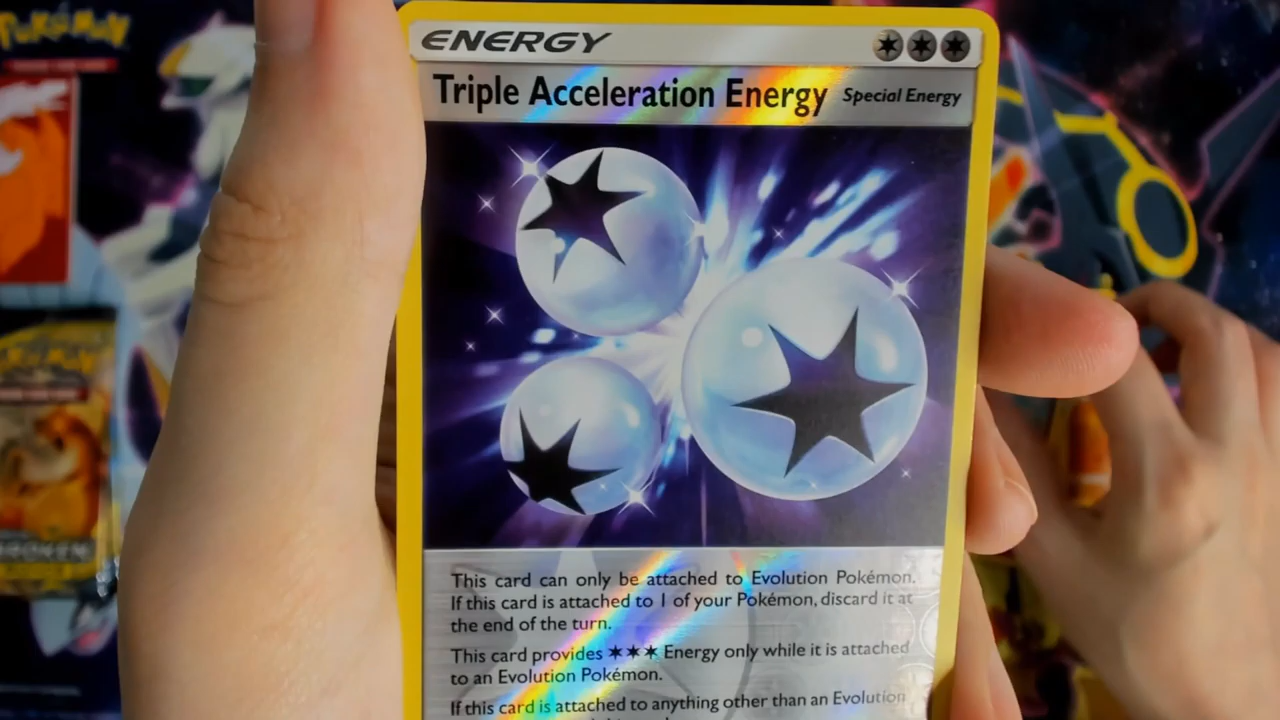 Pokémon
ENERGY
Triple Acceleration Energy Special Energy
This card can only be attached to Evolution Pokémon.
If this card is attached to 1 of your Pokémon, discard it at
the end of the turn.
This card provides ✶✶✶ Energy only while it is attached
to an Evolution Pokémon.
If this card is attached to anything other than an Evolution